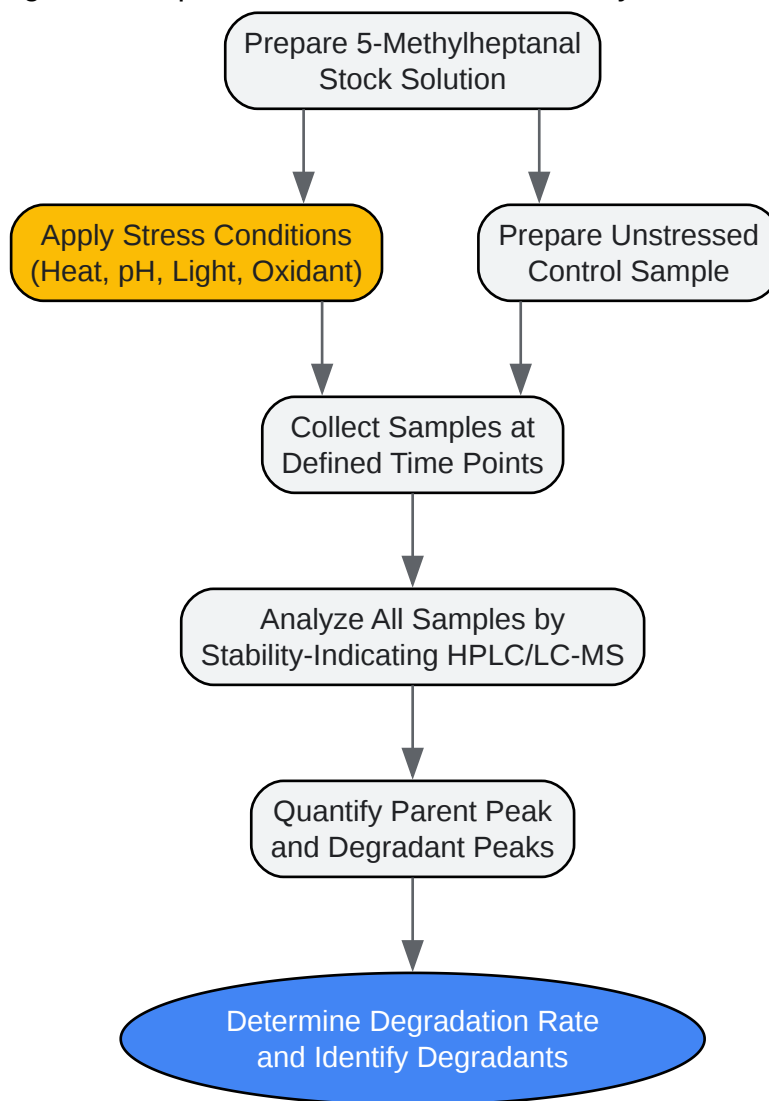 Prepare 5-Methylheptanal
Stock Solution
Apply Stress Conditions
(Heat, pH, Light, Oxidant)
Prepare Unstressed
Control Sample
Collect Samples at
Defined Time Points
Analyze All Samples by
Stability-Indicating HPLC/LC-MS
Quantify Parent Peak
and Degradant Peaks
Determine Degradation Rate
and Identify Degradants